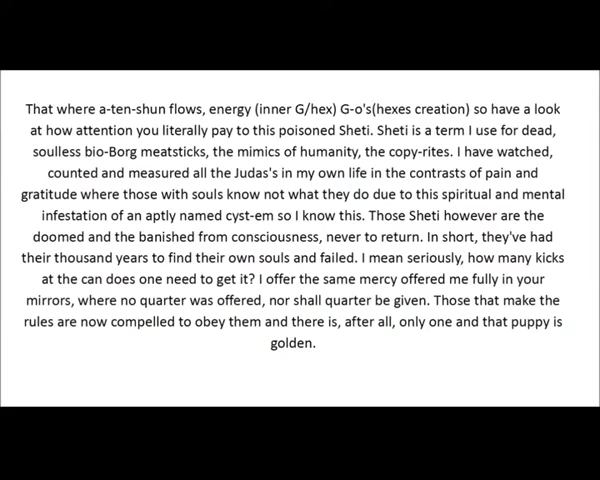 That where a-ten-shun flows, energy (inner G/hex) G-o's(hexes creation) so have a look
at how attention you literally pay to this poisoned Sheti. Sheti is a term I use for dead,
soulless bio-Borg meatsticks, the mimics of humanity, the copy-rites. I have watched,
counted and measured all the Judas's in my own life in the contrasts of pain and
gratitude where those with souls know not what they do due to this spiritual and mental
infestation of an aptly named cyst-em so I know this. Those Sheti however are the
doomed and the banished from consciousness, never to return. In short, they've had
their thousand years to find their own souls and failed. I mean seriously, how many kicks
at the can does one need to get it? I offer the same mercy offered me fully in your
mirrors, where no quarter was offered, nor shall quarter be given. Those that make the
rules are now compelled to obey them and there is, after all, only one and that puppy is
golden.